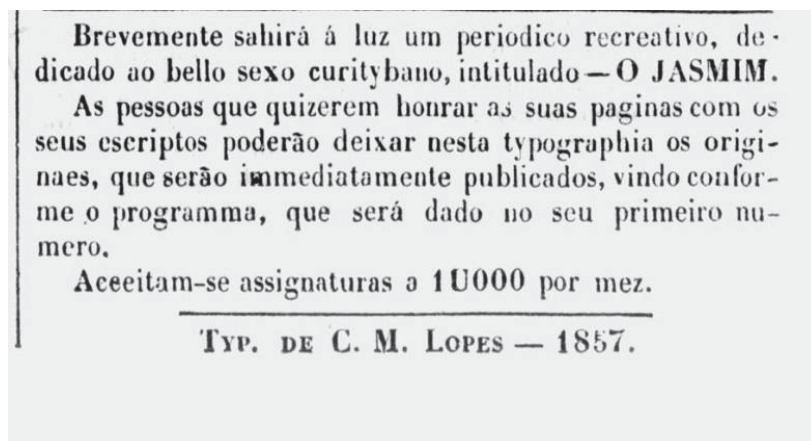 Brevemente sahirá á luz um periodico recreativo, de-
dicado ao bello sexo curitybano, intitulado—O JASMIM.
As pessoas que quizerem honrar as suas paginas com os
seus escriptos poderão deixar nesta typographia os origi-
naes, que serão immediatamente publicados, vindo confor-
me o programma, que será dado no seu primeiro nu-
mero.
Aceeitam-se assignaturas a 1U000 por mez.
TYP. DE C. M. LOPES — 1857.